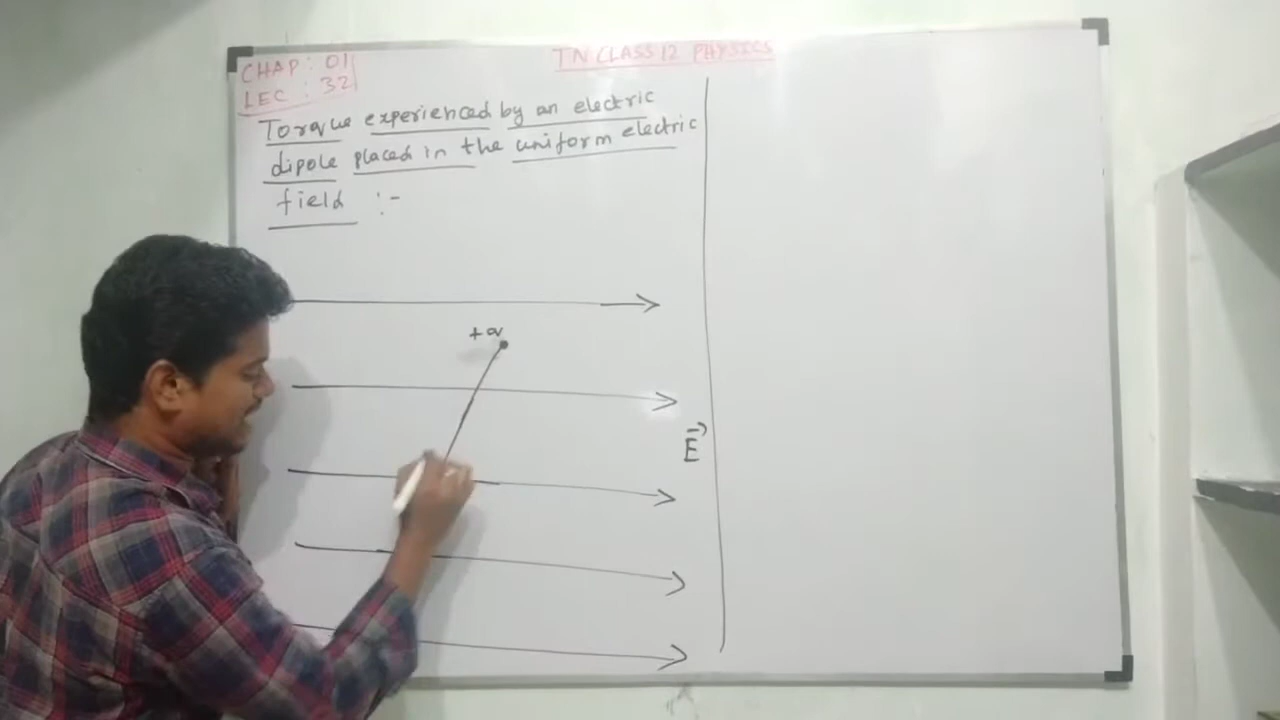 CHAP : 01
LEC : 32
TN CLASS 12 PHYSICS
Torque experienced by an electric
dipole placed in the uniform electric
field :-
+q
E